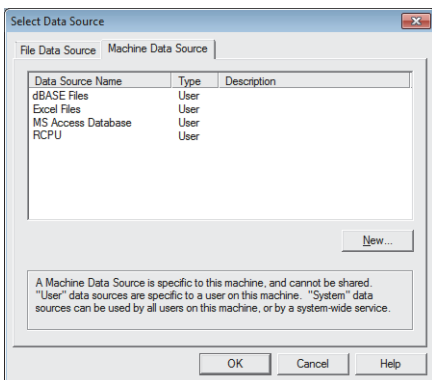 Select Data Source
File Data Source Machine Data Source
Data Source Name Type Description
dBASE Files User
Excel Files User
MS Access Database User
RCPU User
New...
A Machine Data Source is specific to this machine, and cannot be shared.
"User" data sources are specific to a user on this machine. "System" data
sources can be used by all users on this machine, or by a system-wide service.
OK Cancel Help